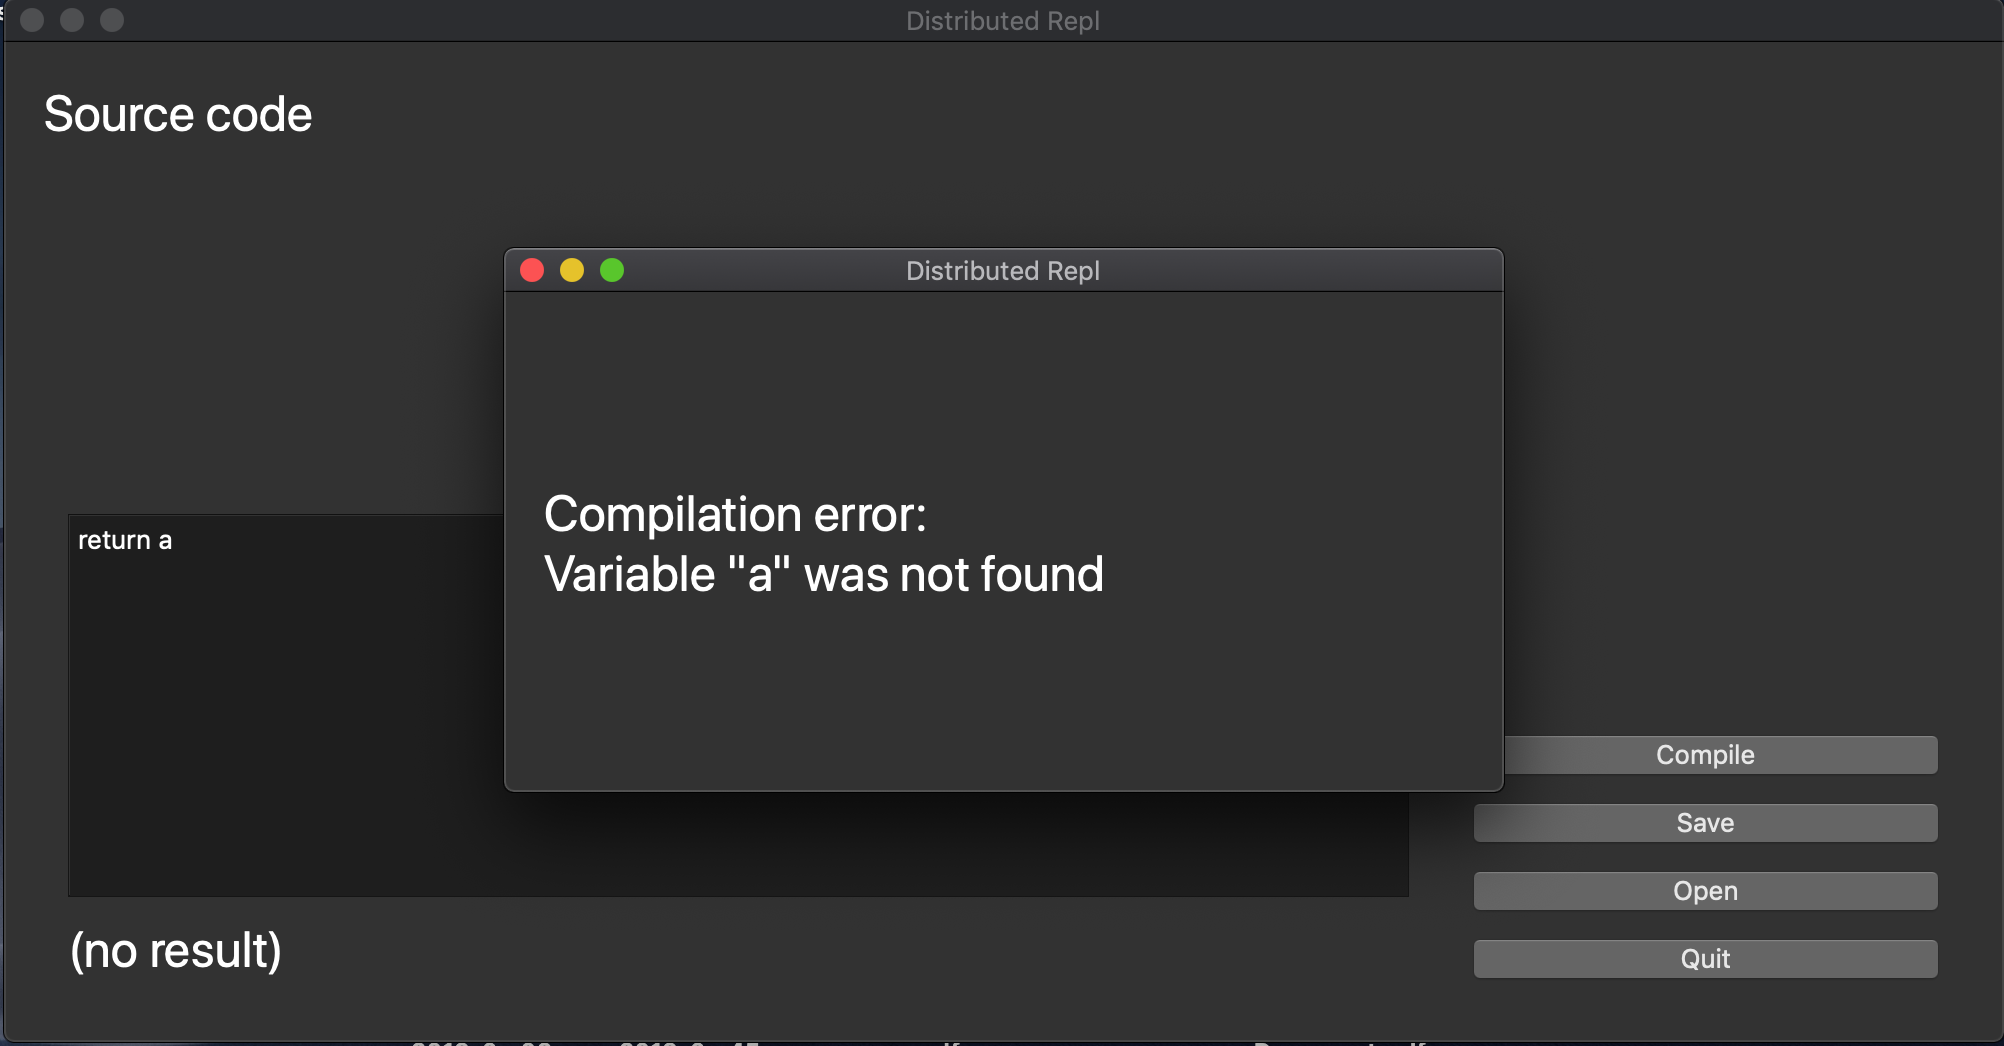 Distributed Repl
Source code
Distributed Repl
Compilation error:
Variable "a" was not found
return a
Compile
Save
Open
Quit
(no result)